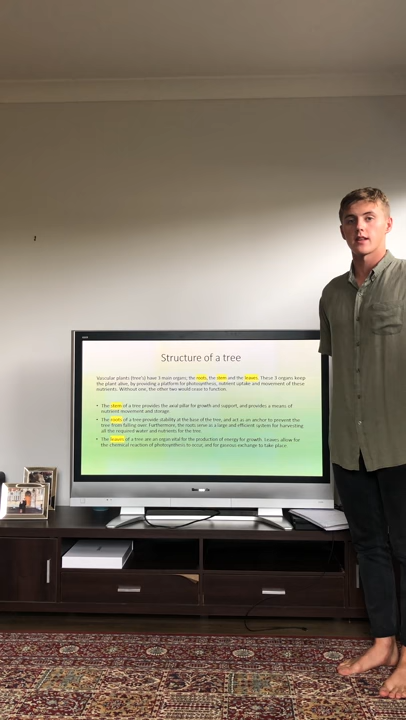 Structure of a tree
Vascular plants (tree's) have 3 main organs, the roots, the stem and the leaves. These 3 organs keep
the plant alive, by providing a platform for photosynthesis, nutrient uptake and movement of these
nutrients. Without one, the other two would cease to function.
• The stem of a tree provides the axial pillar for growth and support, and provides a means of
nutrient movement and storage.
• The roots of a tree provide stability at the base of the tree, and act as an anchor to prevent the
tree from falling over. Furthermore, the roots serve as a large and efficient system for harvesting
all the required water and nutrients for the tree.
• The leaves of a tree are an organ vital for the production of energy for growth. Leaves allow for
the chemical reaction of photosynthesis to occur, and for gaseous exchange to take place.